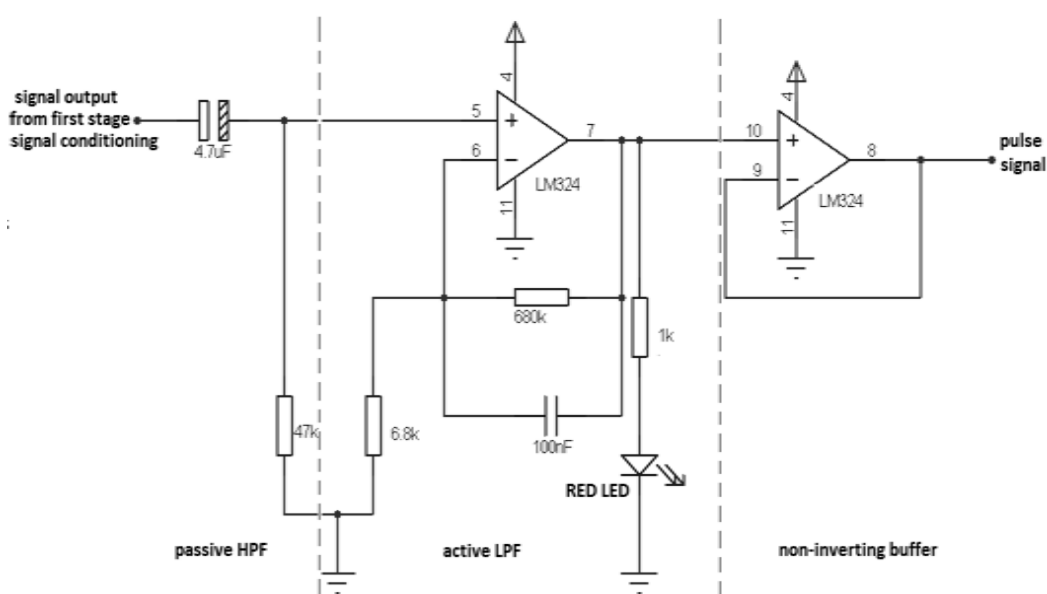 signal output
from first stage
signal conditioning
4.7uF
5
6
4
7
LM324
11
10
9
4
8
LM324
11
pulse
signal
680k
1k
47k
6.8k
100nF
RED LED
passive HPF
active LPF
non-inverting buffer